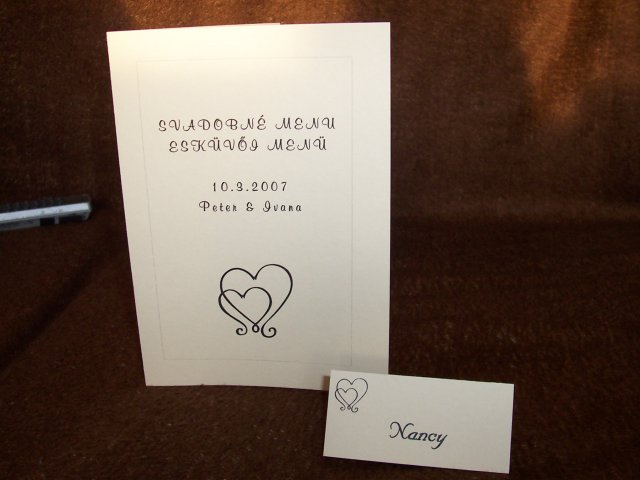 SVADOBNÉ MENU
ESKÜVŐI MENÜ
10.3.2007
Peter & Ivana
Nancy